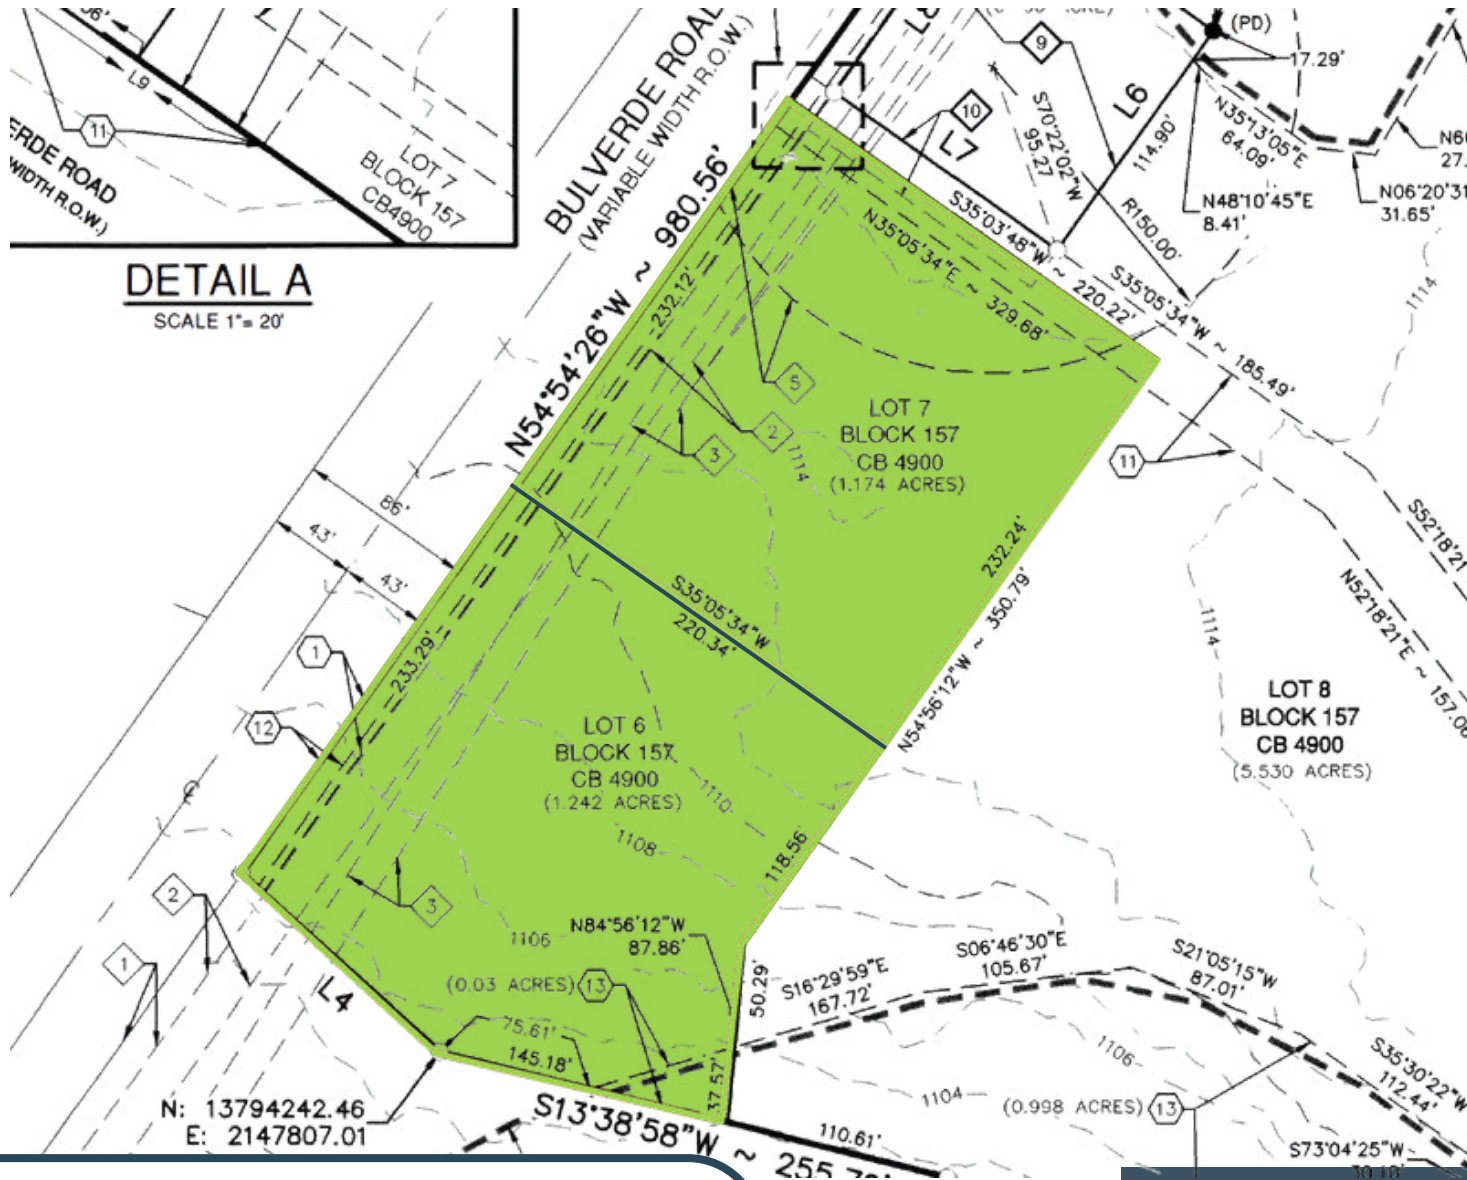 L9
11
ERDE ROAD
WIDTH R.O.W.)
LOT 7
BLOCK 157
CB4900
DETAIL A
SCALE 1"= 20'
BULVERDE ROAD
(VARIABLE WIDTH R.O.W.)
N54°54'26"W ~ 980.56'
9
(PD)
17.29'
L6
114.90'
10
L7
S70°22'02"W
95.27
N35°13'05"E
64.09'
N48°10'45"E
8.41'
N06°20'31
31.65'
27.
R150.00'
S35°03'48"W ~ 220.22'
N35°05'34"E ~ 329.68'
S35°05'34"W ~ 185.49'
1114
232.12'
5
2
3
LOT 7
BLOCK 157
CB 4900
(1.174 ACRES)
1114
11
86'
43'
43'
232.24'
S35°05'34"W
220.34'
N54°56'12"W ~ 350.79'
S52°18'21
N52°18'21"E ~ 157.06
1114
233.29'
1
12
LOT 6
BLOCK 157
CB 4900
(1.242 ACRES)
LOT 8
BLOCK 157
CB 4900
(5.530 ACRES)
1110
1108
118.56'
2
3
1
1106
N84°56'12"W
87.86'
(0.03 ACRES)
13
50.29'
S16°29'59"E
167.72'
S06°46'30"E
105.67'
S21°05'15"W
87.01'
L4
75.61'
145.18'
37.57'
1106
1104
S35°30'22"W
112.44'
(0.998 ACRES)
13
N: 13794242.46
E: 2147807.01
S13°38'58"W ~ 255.
110.61'
S73°04'25"W
30.18'